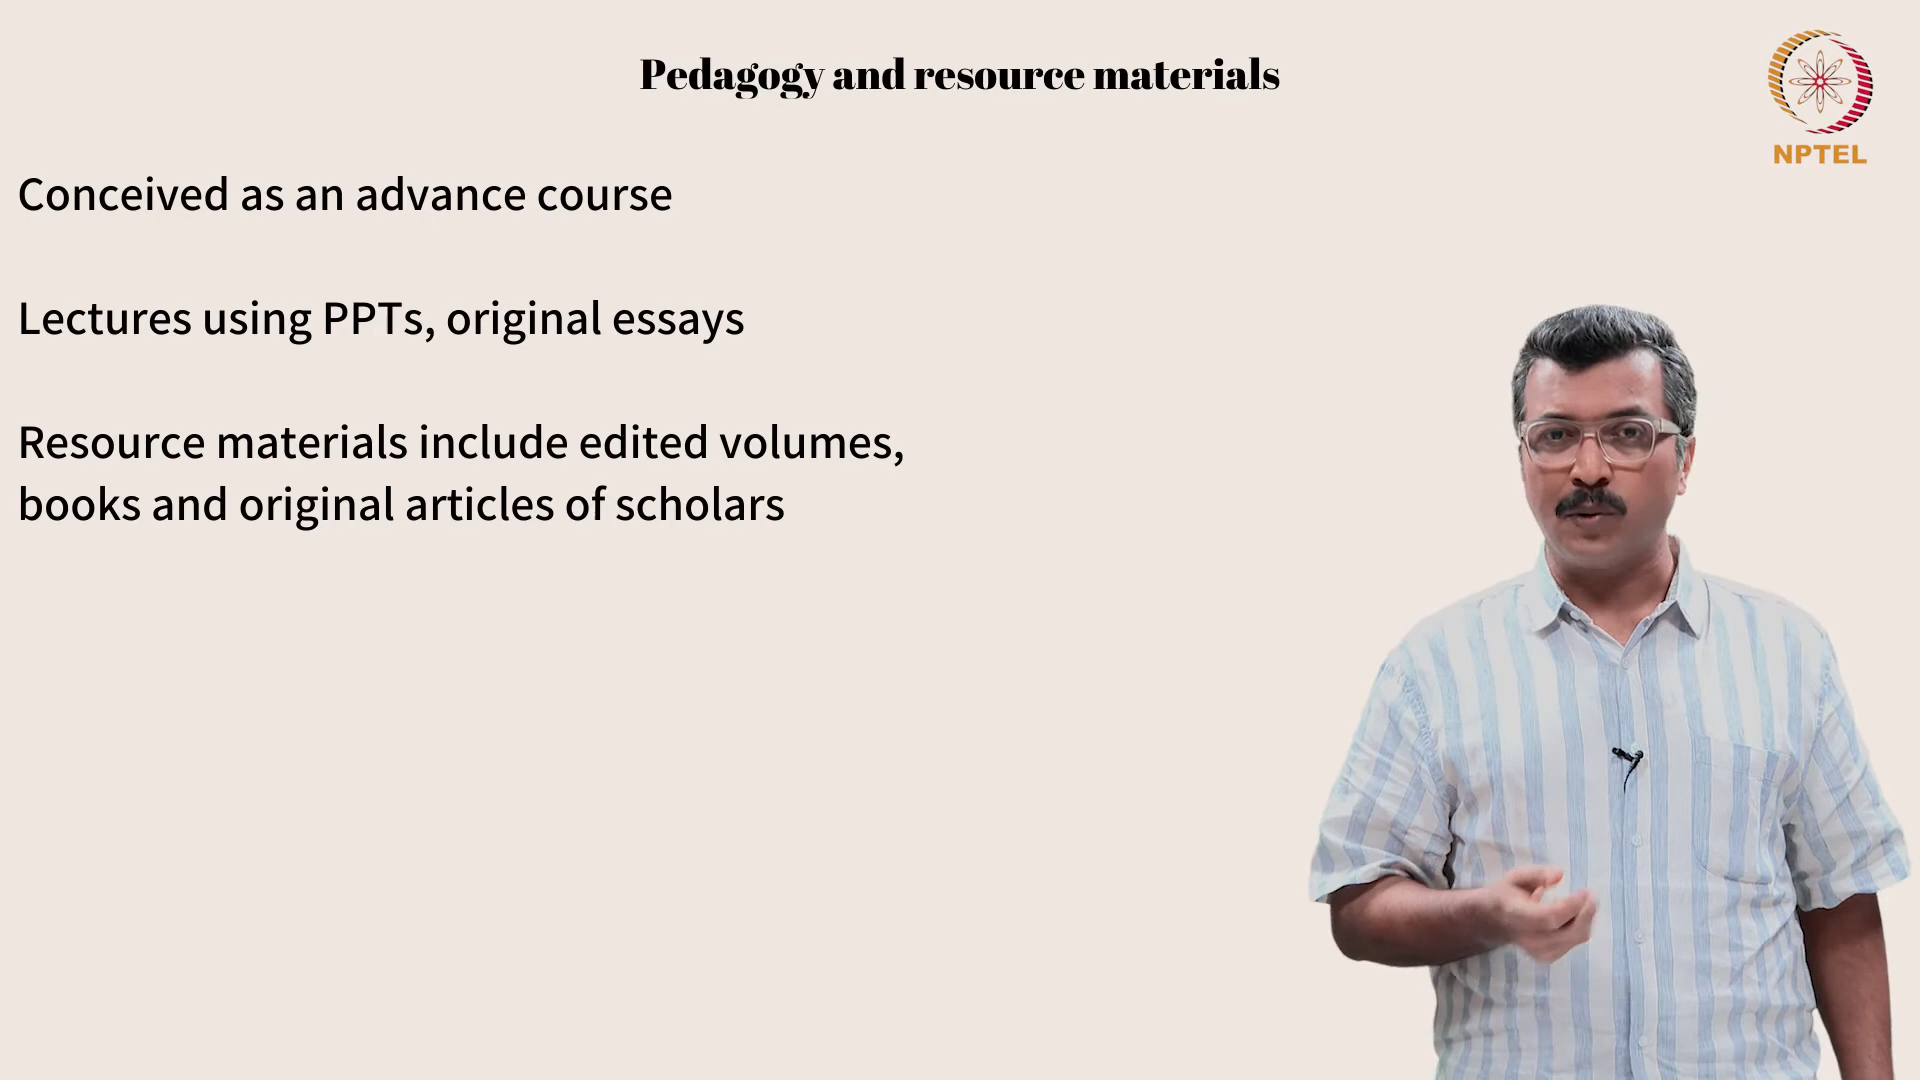 Pedagogy and resource materials
NPTEL
Conceived as an advance course
Lectures using PPTs, original essays
Resource materials include edited volumes,
books and original articles of scholars